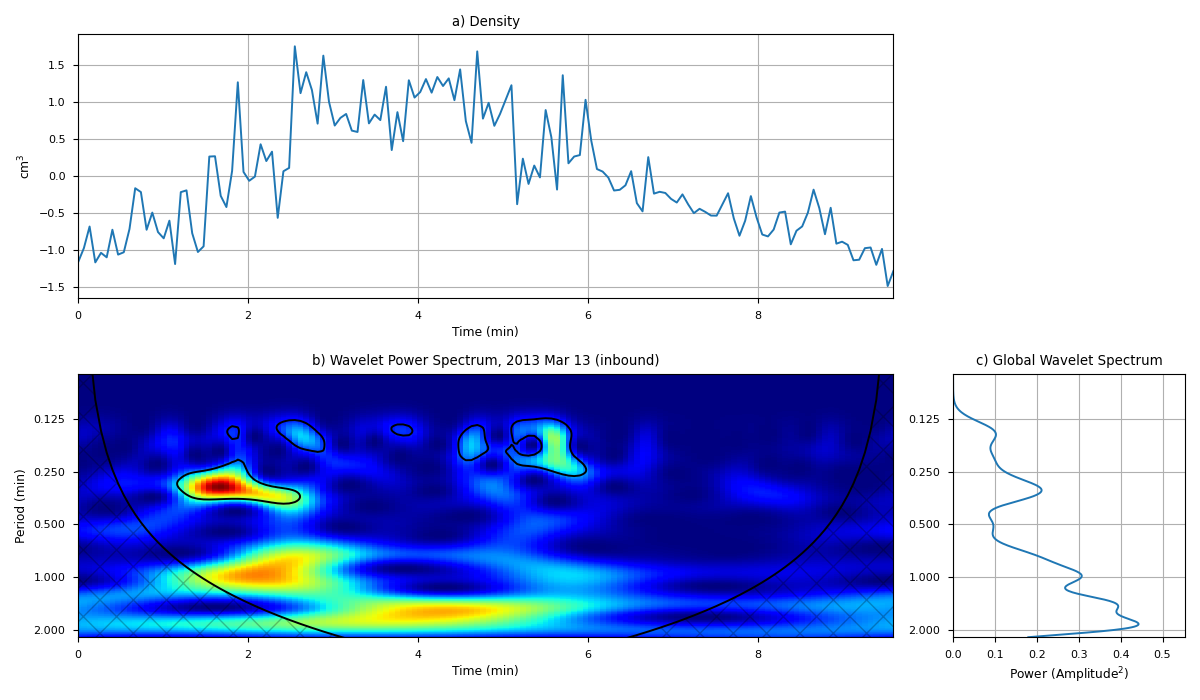 a) Density
1.5
1.0
0.5
0.0
−0.5
−1.0
−1.5
cm³
0 2 4 6 8
Time (min)
b) Wavelet Power Spectrum, 2013 Mar 13 (inbound)
0.125
0.250
0.500
1.000
2.000
Period (min)
0 2 4 6 8
Time (min)
c) Global Wavelet Spectrum
0.125
0.250
0.500
1.000
2.000
0.0 0.1 0.2 0.3 0.4 0.5
Power (Amplitude²)